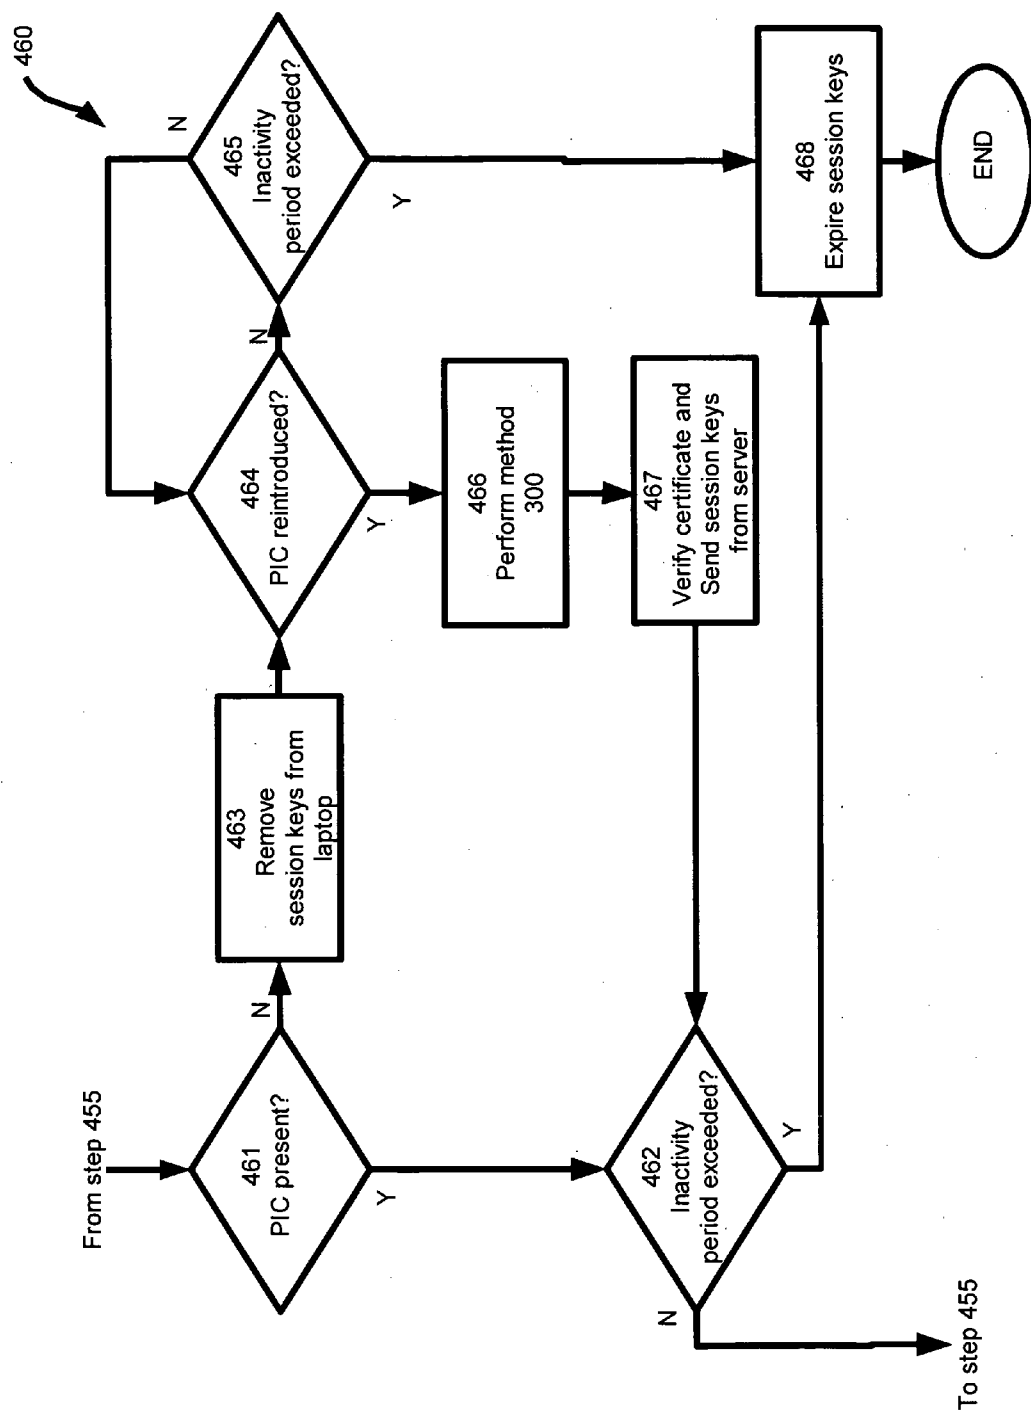 460
From step 455
461
PIC present?
N
Y
463
Remove
session keys from
laptop
464
PIC reintroduced?
N
Y
465
Inactivity
period exceeded?
N
Y
466
Perform method
300
467
Verify certificate and
Send session keys
from server
462
Inactivity
period exceeded?
N
Y
To step 455
468
Expire session keys
END